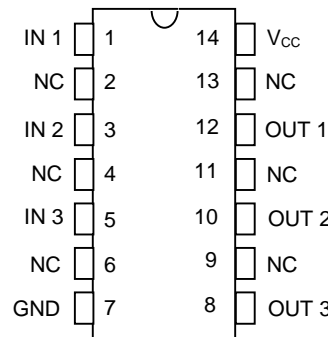 IN 1 1 14 VCC
NC 2 13 NC
IN 2 3 12 OUT 1
NC 4 11 NC
IN 3 5 10 OUT 2
NC 6 9 NC
GND 7 8 OUT 3